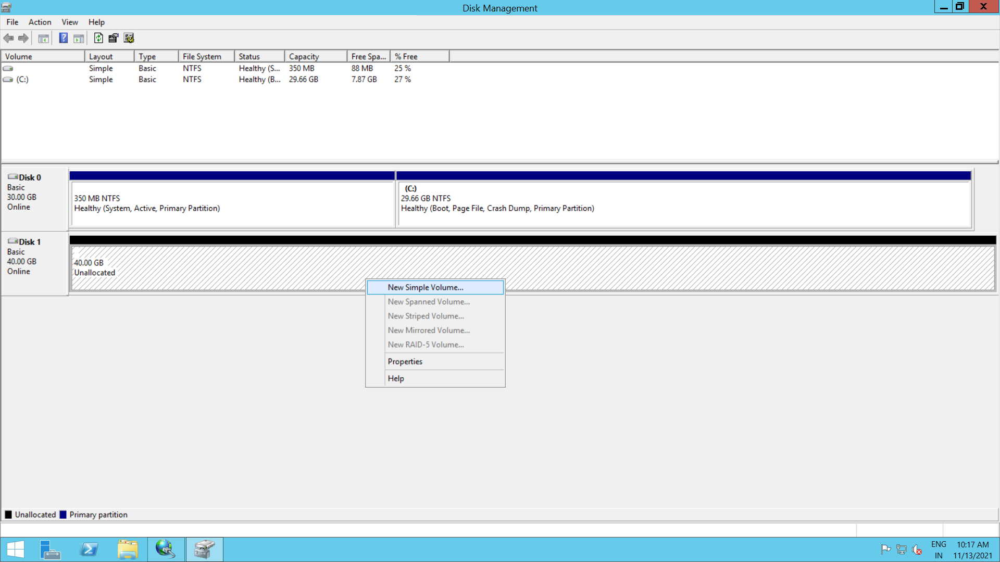 Disk Management
File Action View Help
Volume Layout Type File System Status Capacity Free Spa... % Free
Simple Basic NTFS Healthy (S... 350 MB 88 MB 25 %
(C:) Simple Basic NTFS Healthy (B... 29.66 GB 7.87 GB 27 %
Disk 0
Basic
30.00 GB
Online
350 MB NTFS
Healthy (System, Active, Primary Partition)
(C:)
29.66 GB NTFS
Healthy (Boot, Page File, Crash Dump, Primary Partition)
Disk 1
Basic
40.00 GB
Online
40.00 GB
Unallocated
New Simple Volume...
New Spanned Volume...
New Striped Volume...
New Mirrored Volume...
New RAID-5 Volume...
Properties
Help
Unallocated Primary partition
ENG 10:17 AM
IN 11/13/2021